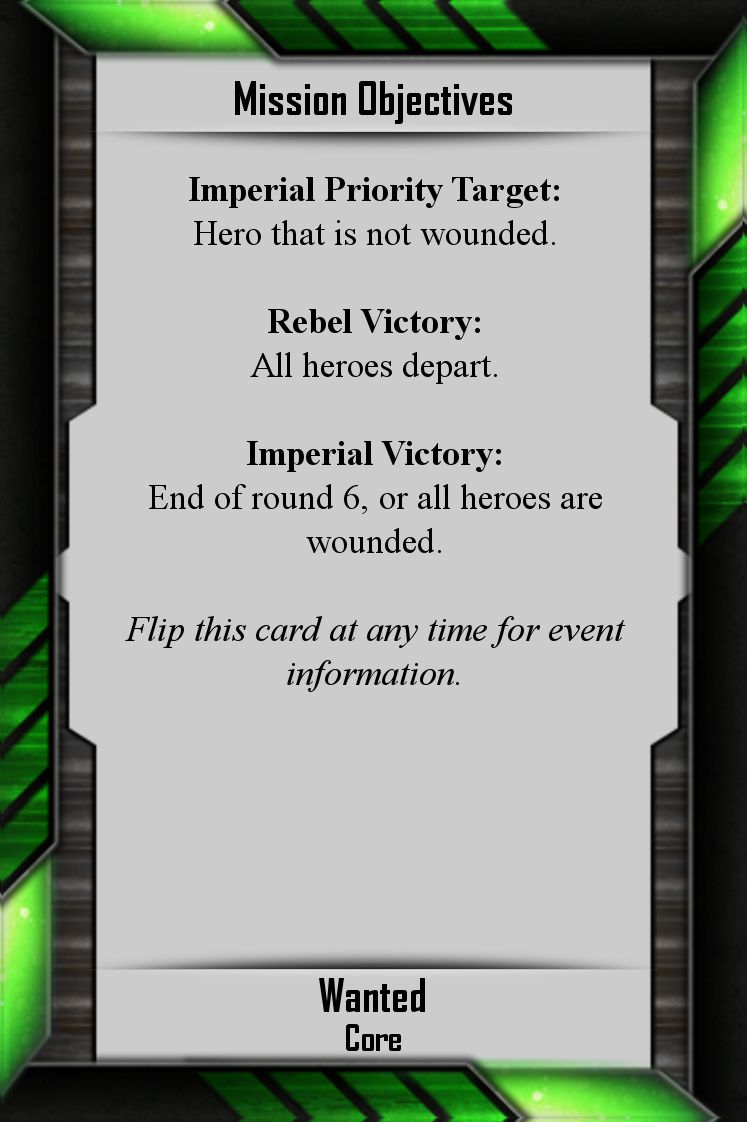 Mission Objectives
Imperial Priority Target:
Hero that is not wounded.
Rebel Victory:
All heroes depart.
Imperial Victory:
End of round 6, or all heroes are
wounded.
Flip this card at any time for event
information.
Wanted
Core